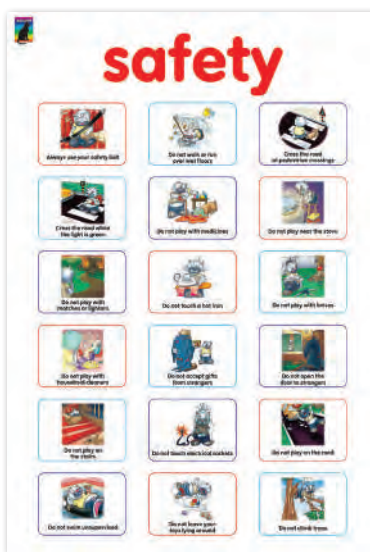 safety
Always use your safety belt
Do not walk or run
over wet floors
Cross the road
at pedestrian crossings
Cross the road when
the light is green
Do not play with medicines
Do not play near the stove
Do not play with
matches or lighters
Do not touch a hot iron
Do not play with knives
Do not play with
household cleaners
Do not accept gifts
from strangers
Do not open the
door to strangers
Do not play on
the stairs
Do not touch electrical sockets
Do not play on the road
Do not swim unsupervised
Do not leave your
toys lying around
Do not climb trees